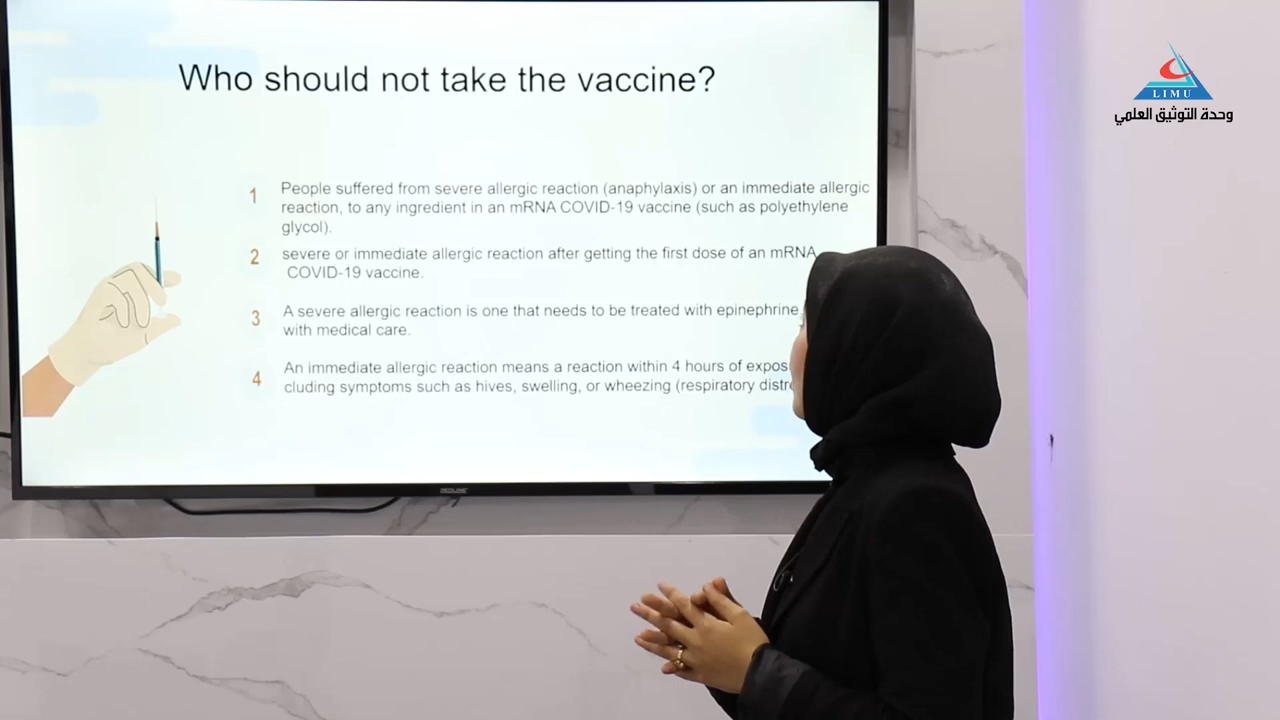 Who should not take the vaccine?
1 People suffered from severe allergic reaction (anaphylaxis) or an immediate allergic
reaction, to any ingredient in an mRNA COVID-19 vaccine (such as polyethylene
glycol).
2 severe or immediate allergic reaction after getting the first dose of an mRNA
COVID-19 vaccine.
3 A severe allergic reaction is one that needs to be treated with epinephrine
with medical care.
4 An immediate allergic reaction means a reaction within 4 hours of
cluding symptoms such as hives, swelling, or wheezing (respiratory
LIMU
وحدة التوثيق العلمي